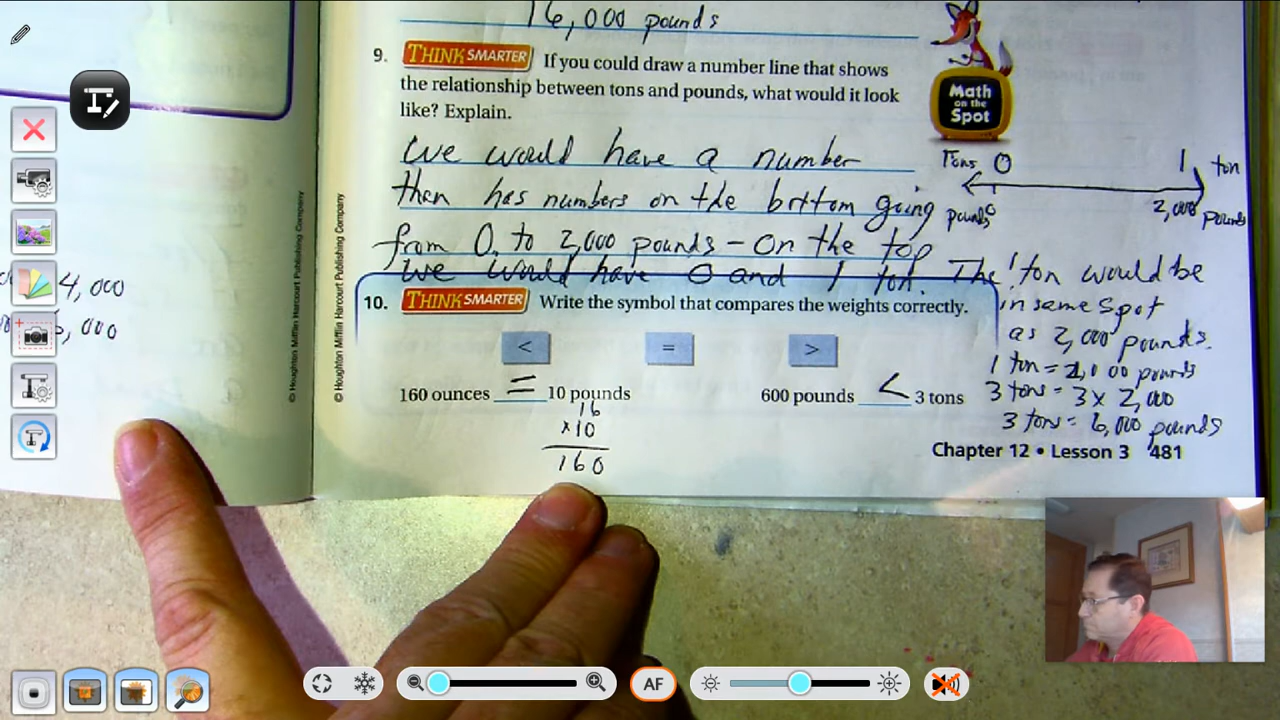 16,000 pounds
9. THINK SMARTER If you could draw a number line that shows
the relationship between tons and pounds, what would it look
like? Explain.
Math
on the
Spot
we would have a number
then has numbers on the bottom going
from 0 to 2,000 pounds - on the top
we would have 0 and 1 ton. The 1 ton would be
in same spot
as 2,000 pounds.
1 ton = 2,000 pounds
3 tons = 3 x 2,000
3 tons = 6,000 pounds
Tons 0 1 ton
pounds 0 2,000 pounds
10. THINK SMARTER Write the symbol that compares the weights correctly.
< = >
160 ounces = 10 pounds
600 pounds < 3 tons
16
x10
160
Chapter 12 • Lesson 3 481
© Houghton Mifflin Harcourt Publishing Company
© Houghton Mifflin Harcourt Publishing Company
4,000
,000
AF